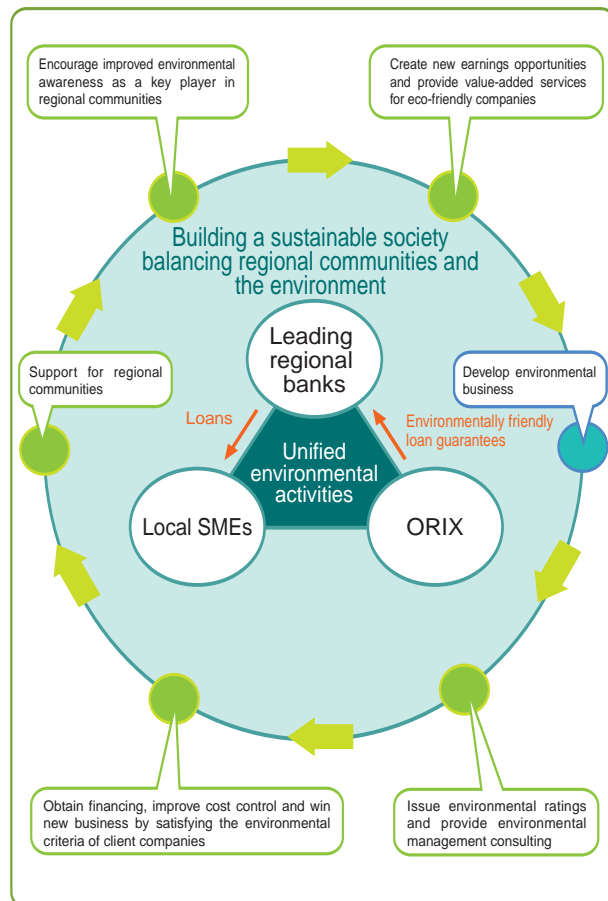 Encourage improved environmental
awareness as a key player in
regional communities
Create new earnings opportunities
and provide value-added services
for eco-friendly companies
Building a sustainable society
balancing regional communities and
the environment
Leading
regional
banks
Support for regional
communities
Develop environmental
business
Loans
Environmentally friendly
loan guarantees
Unified
environmental
activities
Local SMEs
ORIX
Obtain financing, improve cost control and win
new business by satisfying the environmental
criteria of client companies
Issue environmental ratings
and provide environmental
management consulting